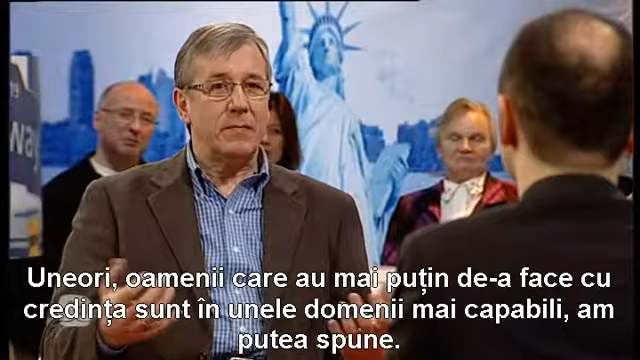 way
Uneori, oamenii care au mai puțin de-a face cu
credința sunt în unele domenii mai capabili, am
putea spune.